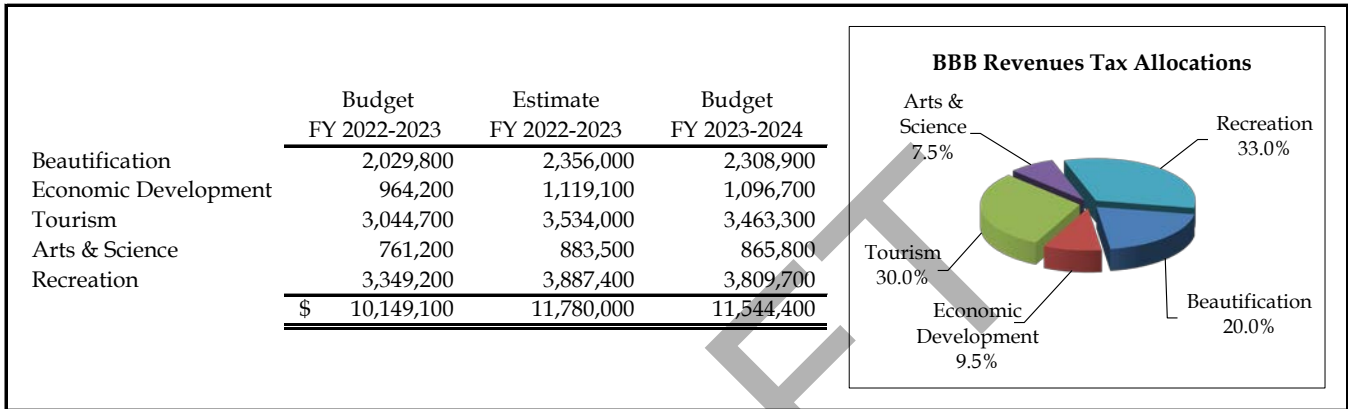 Budget Estimate Budget
FY 2022-2023 FY 2022-2023 FY 2023-2024
Beautification 2,029,800 2,356,000 2,308,900
Economic Development 964,200 1,119,100 1,096,700
Tourism 3,044,700 3,534,000 3,463,300
Arts & Science 761,200 883,500 865,800
Recreation 3,349,200 3,887,400 3,809,700
$ 10,149,100 11,780,000 11,544,400
BBB Revenues Tax Allocations
Arts &
Science
7.5%
Recreation
33.0%
Tourism
30.0%
Economic
Development
9.5%
Beautification
20.0%